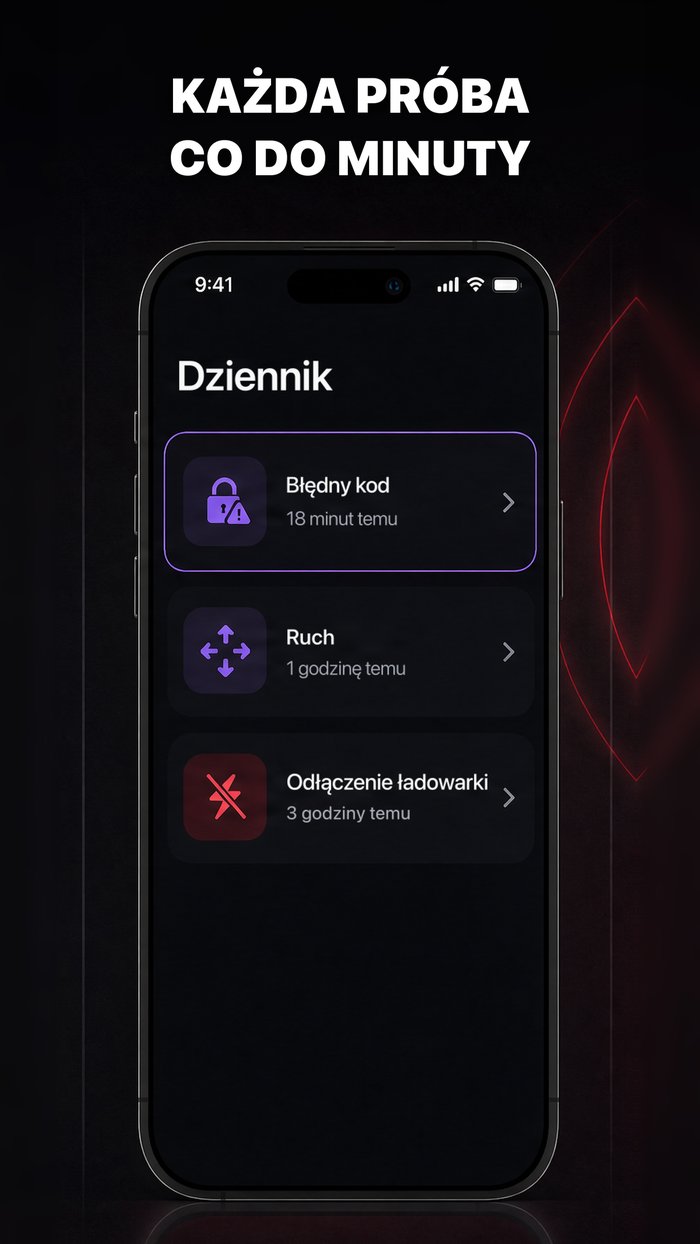 KAŻDA PRÓBA
CO DO MINUTY
9:41
Dziennik
Błędny kod
18 minut temu
Ruch
1 godzinę temu
Odłączenie ładowarki
3 godziny temu